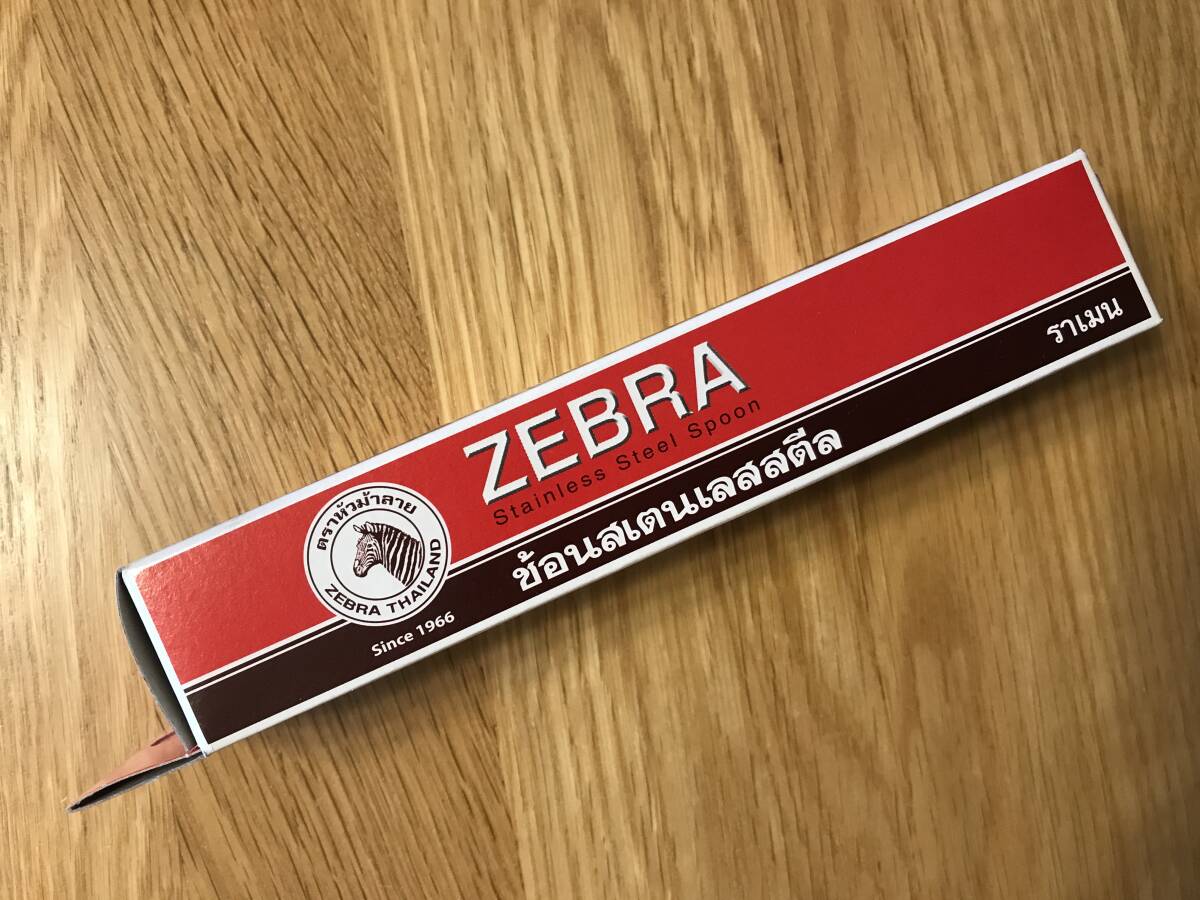 ตราหัวม้าลาย
ZEBRA THAILAND
Since 1966
ZEBRA
Stainless Steel Spoon
ช้อนสเตนเลสสตีล
ราเมน